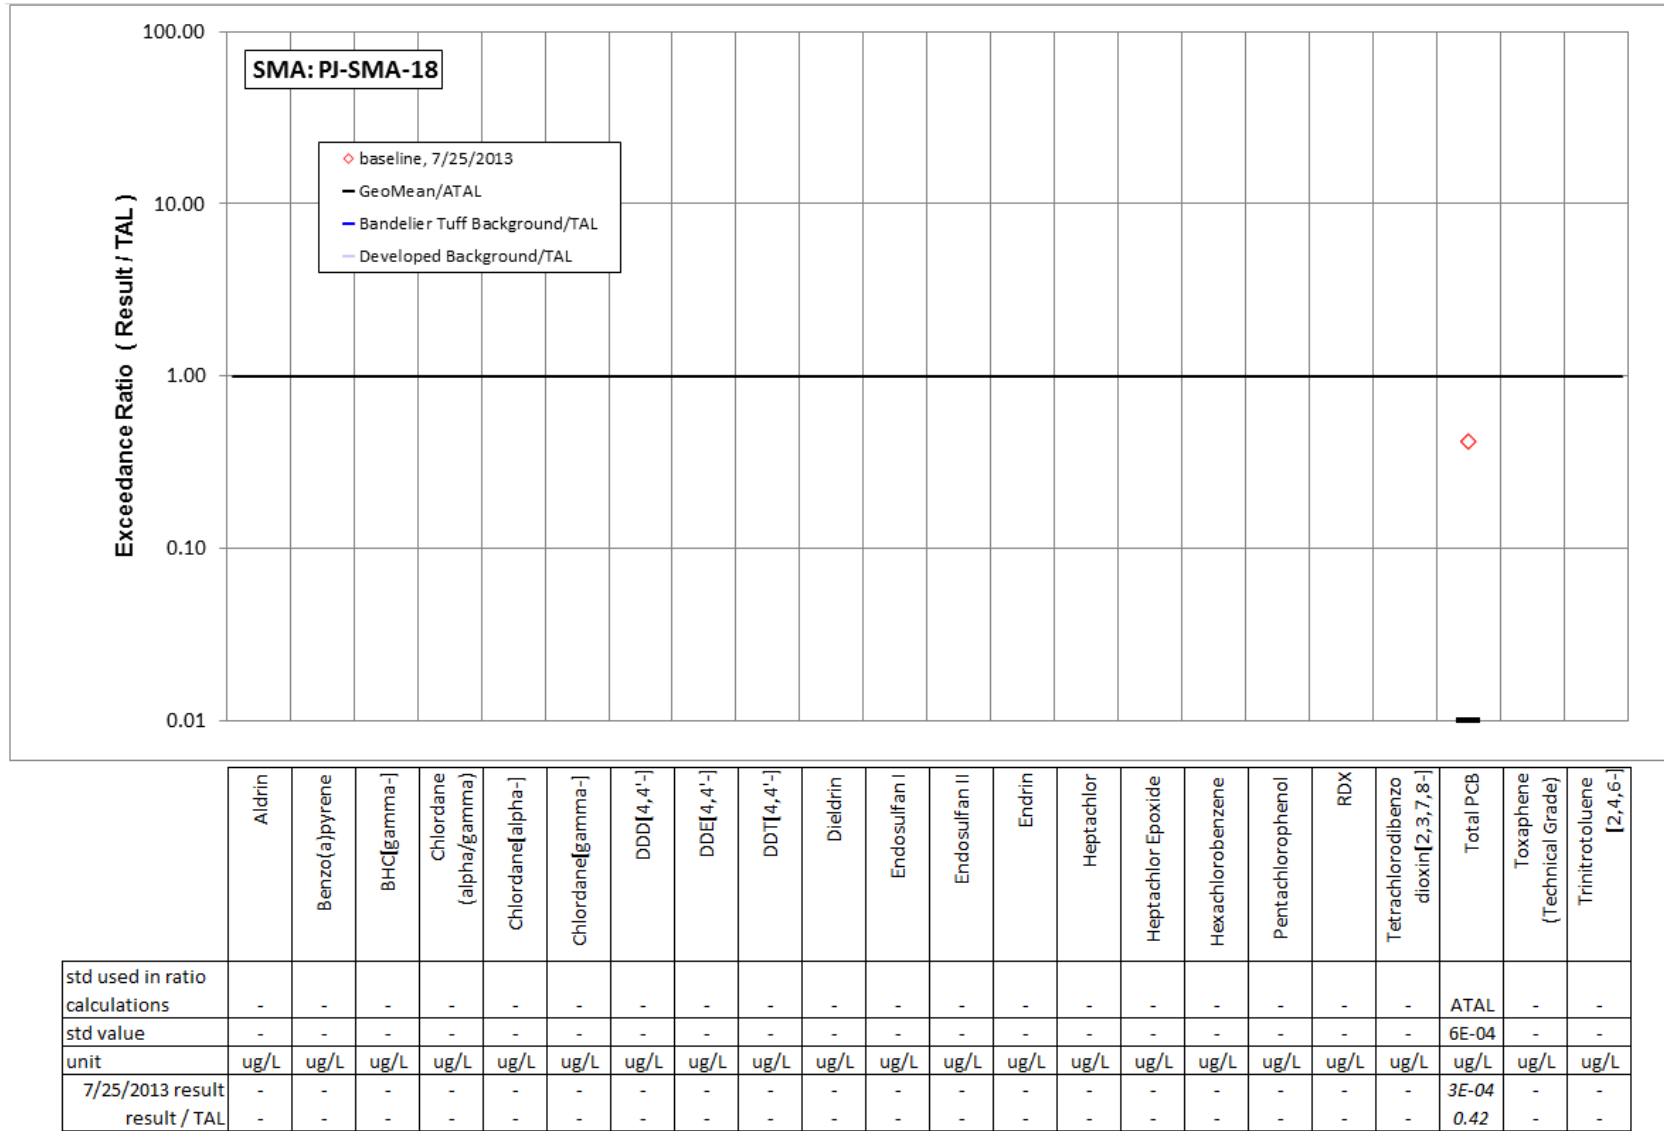 100.00
SMA: PJ-SMA-18
baseline, 7/25/2013
GeoMean/ATAL
Bandelier Tuff Background/TAL
Developed Background/TAL
Exceedance Ratio ( Result / TAL )
10.00
1.00
0.10
0.01
Aldrin
Benzo(a)pyrene
BHC[gamma-]
Chlordane
(alpha/gamma)
Chlordane[alpha-]
Chlordane[gamma-]
DDD[4,4'-]
DDE[4,4'-]
DDT[4,4'-]
Dieldrin
Endosulfan I
Endosulfan II
Endrin
Heptachlor
Heptachlor Epoxide
Hexachlorobenzene
Pentachlorophenol
RDX
Tetrachlorodibenzo
dioxin[2,3,7,8-]
Total PCB
Toxaphene
(Technical Grade)
Trinitrotoluene
[2,4,6-]
std used in ratio
calculations - - - - - - - - - - - - - - - - - - - ATAL - -
std value - - - - - - - - - - - - - - - - - - - 6E-04 - -
unit ug/L ug/L ug/L ug/L ug/L ug/L ug/L ug/L ug/L ug/L ug/L ug/L ug/L ug/L ug/L ug/L ug/L ug/L ug/L ug/L ug/L ug/L
7/25/2013 result - - - - - - - - - - - - - - - - - - - 3E-04 - -
result / TAL - - - - - - - - - - - - - - - - - - - 0.42 - -